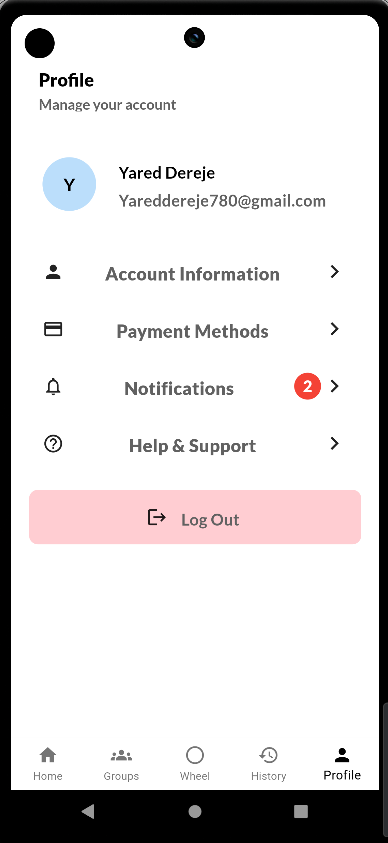 Profile
Manage your account
Y
Yared Dereje
Yareddereje780@gmail.com
Account Information
Payment Methods
Notifications 2
Help & Support
Log Out
Home Groups Wheel History Profile